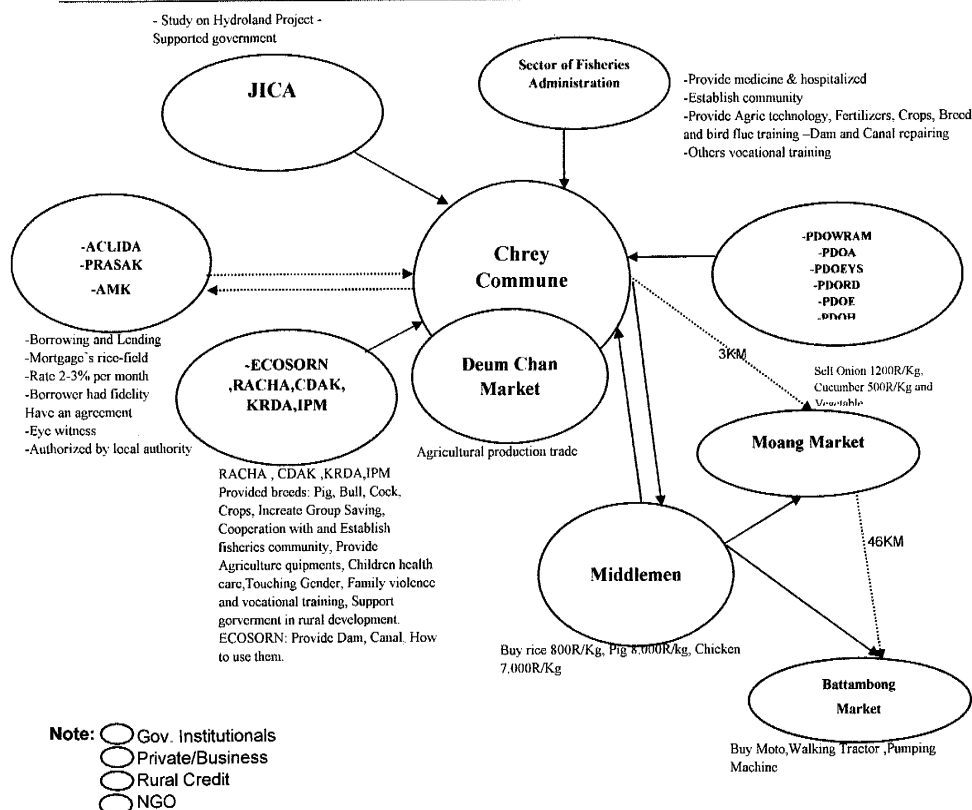 - Study on Hydroland Project -
Supported government
JICA
Sector of Fisheries
Administration
-Provide medicine & hospitalized
-Establish community
-Provide Agric technology, Fertilizers, Crops, Breed
and bird flue training –Dam and Canal repairing
-Others vocational training
-ACLIDA
-PRASAK
-AMK
Chrey
Commune
-PDOWRAM
-PDOA
-PDOEYS
-PDORD
-PDOE
-PDOH
-Borrowing and Lending
-Mortgage`s rice-field
-Rate 2-3% per month
-Borrower had fidelity
Have an agreement
-Eye witness
-Authorized by local authority
-ECOSORN
,RACHA,CDAK,
KRDA,IPM
Deum Chan
Market
Agricultural production trade
3KM
Sell Onion 1200R/Kg,
Cucumber 500R/Kg and
Vegetable
Moang Market
RACHA , CDAK ,KRDA,IPM
Provided breeds: Pig, Bull, Cock,
Crops, Increate Group Saving,
Cooperation with and Establish
fisheries community, Provide
Agriculture quipments, Children health
care,Touching Gender, Family violence
and vocational training, Support
gorverment in rural development.
ECOSORN: Provide Dam, Canal, How
to use them.
46KM
Middlemen
Buy rice 800R/Kg, Pig 8,000R/kg, Chicken
7,000R/Kg
Battambong
Market
Buy Moto,Walking Tractor ,Pumping
Machine
Note:
Gov. Institutionals
Private/Business
Rural Credit
NGO